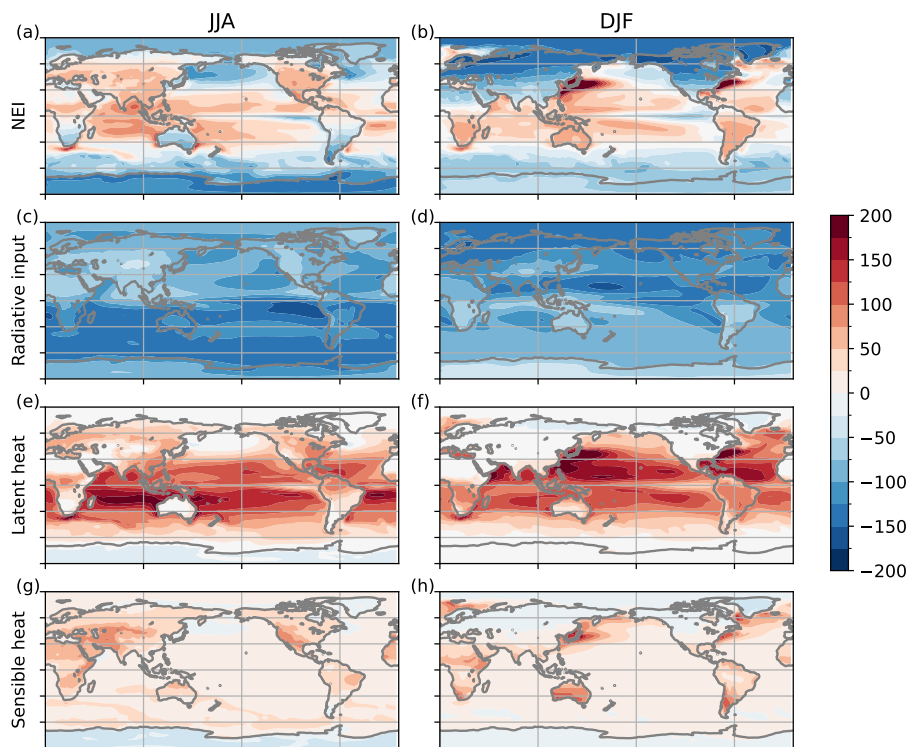 JJA
DJF
(a)
(b)
NEI
(c)
(d)
Radiative input
(e)
(f)
Latent heat
(g)
(h)
Sensible heat
200
150
100
50
0
−50
−100
−150
−200